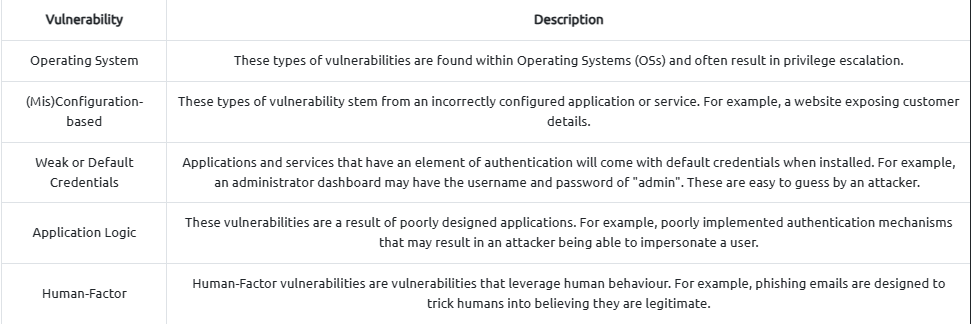 Vulnerability Description
Operating System These types of vulnerabilities are found within Operating Systems (OSs) and often result in privilege escalation.
(Mis)Configuration-
based
These types of vulnerability stem from an incorrectly configured application or service. For example, a website exposing customer
details.
Weak or Default
Credentials
Applications and services that have an element of authentication will come with default credentials when installed. For example,
an administrator dashboard may have the username and password of "admin". These are easy to guess by an attacker.
Application Logic
These vulnerabilities are a result of poorly designed applications. For example, poorly implemented authentication mechanisms
that may result in an attacker being able to impersonate a user.
Human-Factor
Human-Factor vulnerabilities are vulnerabilities that leverage human behaviour. For example, phishing emails are designed to
trick humans into believing they are legitimate.